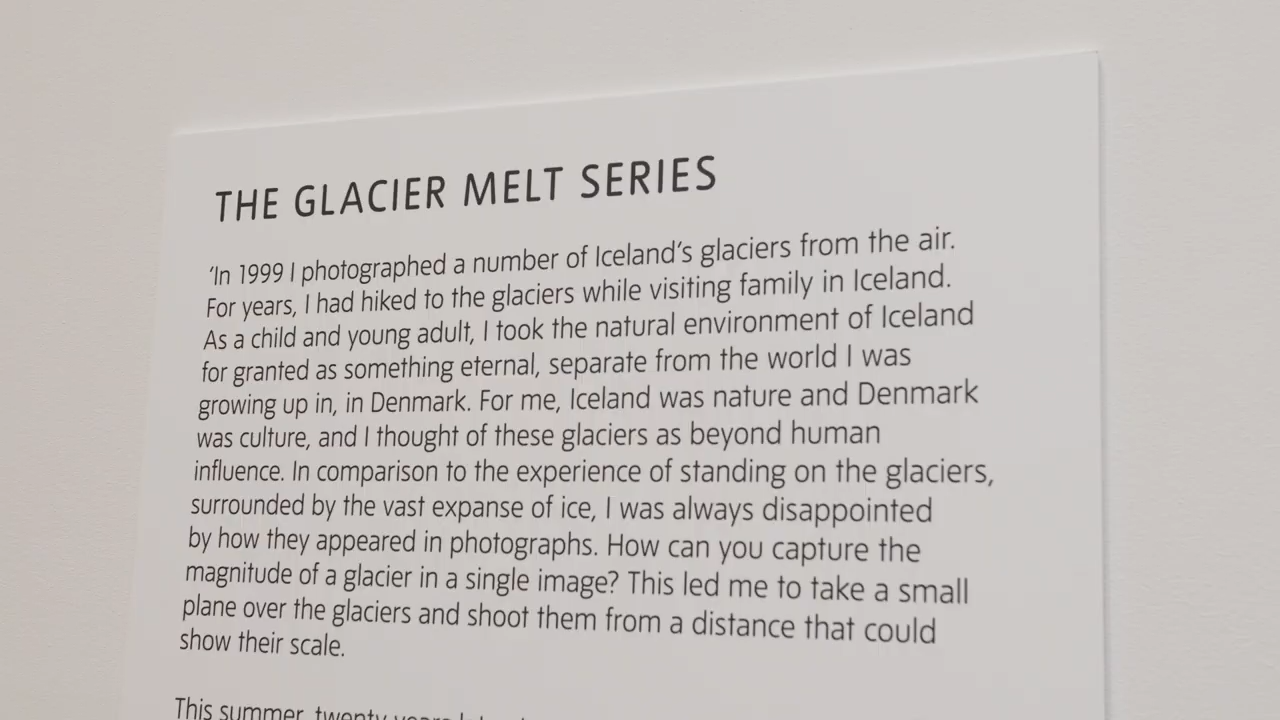 THE GLACIER MELT SERIES
'In 1999 I photographed a number of Iceland's glaciers from the air.
For years, I had hiked to the glaciers while visiting family in Iceland.
As a child and young adult, I took the natural environment of Iceland
for granted as something eternal, separate from the world I was
growing up in, in Denmark. For me, Iceland was nature and Denmark
was culture, and I thought of these glaciers as beyond human
influence. In comparison to the experience of standing on the glaciers,
surrounded by the vast expanse of ice, I was always disappointed
by how they appeared in photographs. How can you capture the
magnitude of a glacier in a single image? This led me to take a small
plane over the glaciers and shoot them from a distance that could
show their scale.
This summer, twenty years